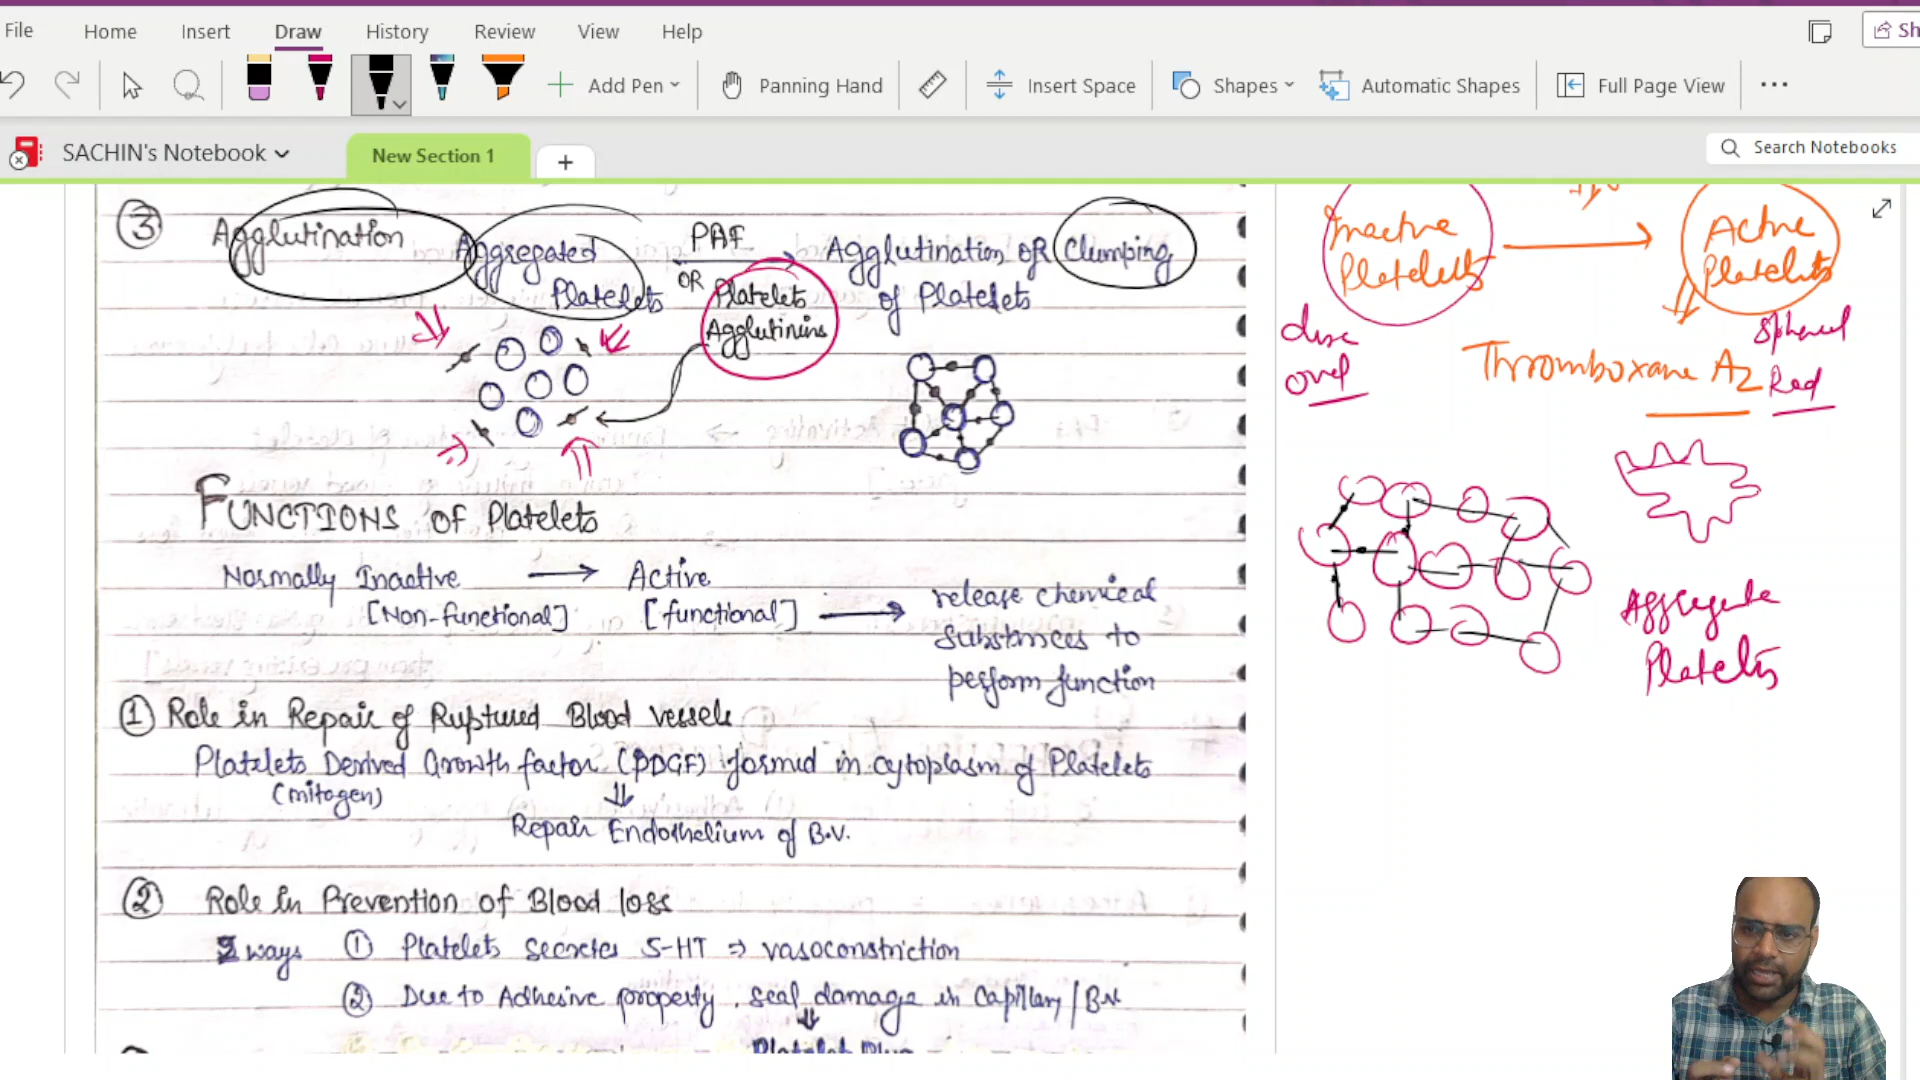 File Home Insert Draw History Review View Help
Sh
Add Pen Panning Hand Insert Space Shapes Automatic Shapes Full Page View
SACHIN's Notebook New Section 1 + Search Notebooks
③ Agglutination Aggregated Platelets PAF OR Platelets Agglutinins Agglutination OR Clumping of Platelets
FUNCTIONS OF Platelets
Normally Inactive → Active
[Non-functional] [functional] → release chemical
substances to
perform function
① Role in Repair of Ruptured Blood vessels
Platelets Derived Growth factor (PDGF) formed in cytoplasm of Platelets
(mitogen) ⇓
Repair Endothelium of B.V.
② Role in Prevention of Blood loss
2 ways ① Platelets secretes 5-HT ⇒ vasoconstriction
② Due to Adhesive property, seal damage in Capillary/B.V.
⇓
Platelet Plug
Inactive Platelets → Active Platelets
⇓
Thromboxane A2
disc
oval
Spherical
Rod
Aggregate
Platelets